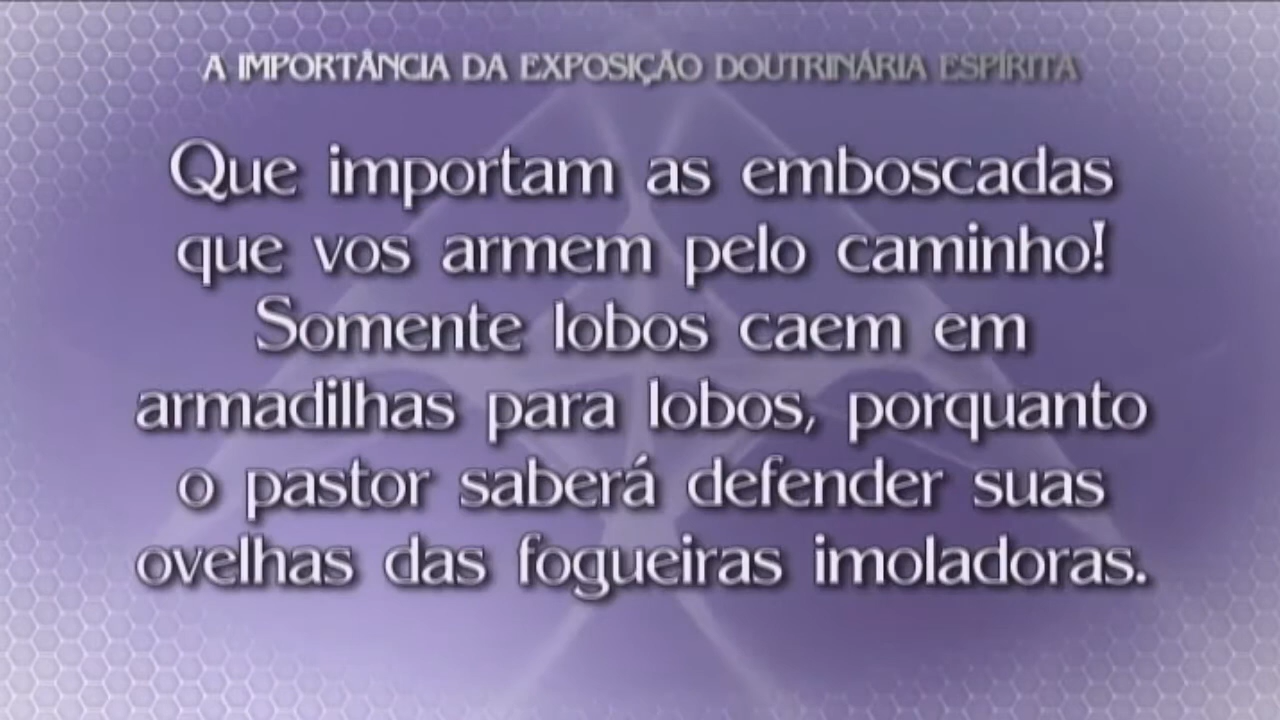 A IMPORTÂNCIA DA EXPOSIÇÃO DOUTRINÁRIA ESPÍRITA
Que importam as emboscadas
que vos armem pelo caminho!
Somente lobos caem em
armadilhas para lobos, porquanto
o pastor saberá defender suas
ovelhas das fogueiras imoladoras.